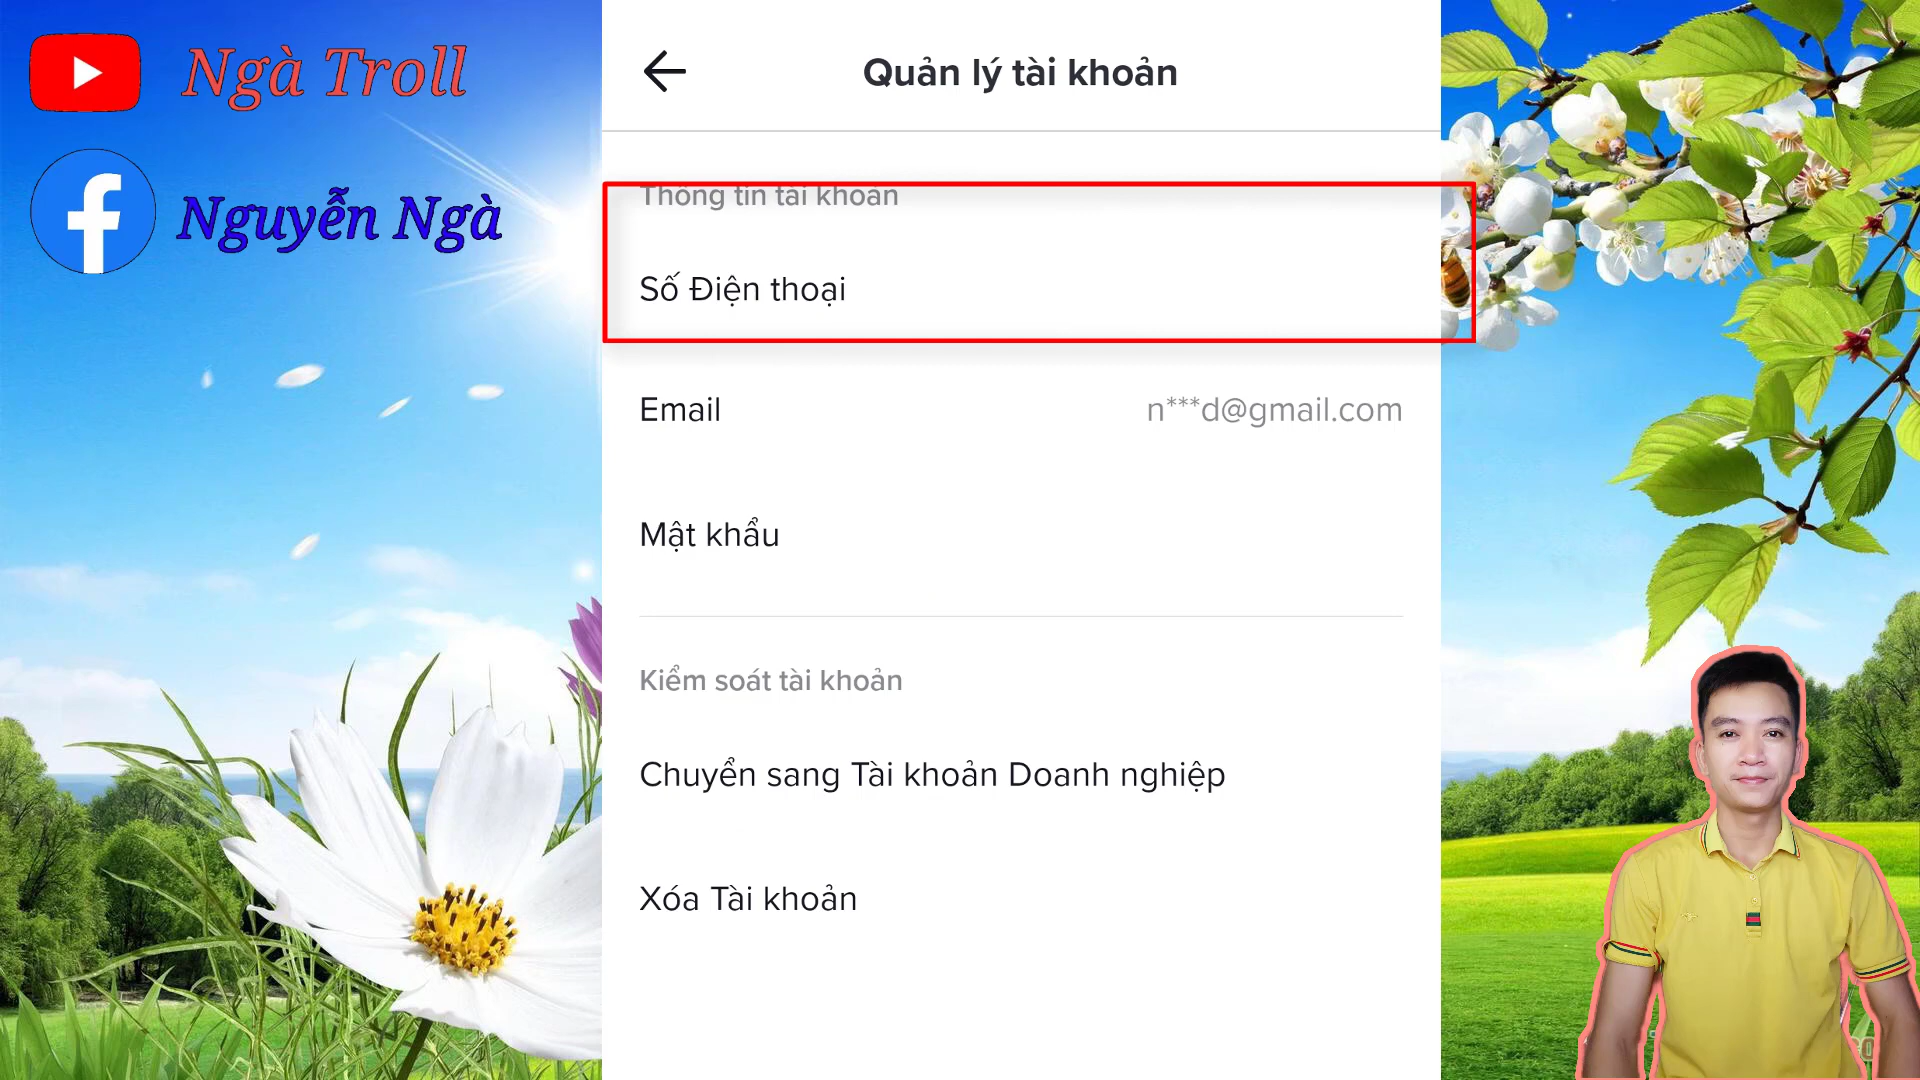 Ngà Troll
Nguyễn Ngà
Quản lý tài khoản
Thông tin tài khoản
Số Điện thoại
Email
n***d@gmail.com
Mật khẩu
Kiểm soát tài khoản
Chuyển sang Tài khoản Doanh nghiệp
Xóa Tài khoản